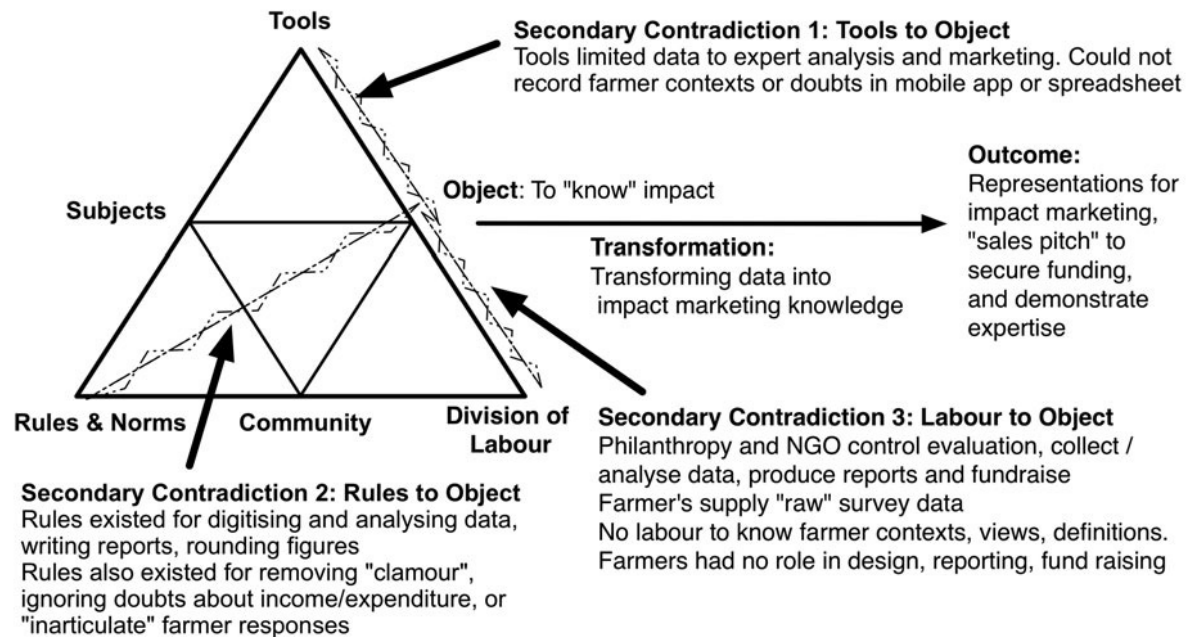 Tools
Secondary Contradiction 1: Tools to Object
Tools limited data to expert analysis and marketing. Could not
record farmer contexts or doubts in mobile app or spreadsheet
Subjects
Object: To "know" impact
Transformation:
Transforming data into
impact marketing knowledge
Outcome:
Representations for
impact marketing,
"sales pitch" to
secure funding,
and demonstrate
expertise
Rules & Norms
Community
Division of
Labour
Secondary Contradiction 2: Rules to Object
Rules existed for digitising and analysing data,
writing reports, rounding figures
Rules also existed for removing "clamour",
ignoring doubts about income/expenditure, or
"inarticulate" farmer responses
Secondary Contradiction 3: Labour to Object
Philanthropy and NGO control evaluation, collect /
analyse data, produce reports and fundraise
Farmer's supply "raw" survey data
No labour to know farmer contexts, views, definitions.
Farmers had no role in design, reporting, fund raising